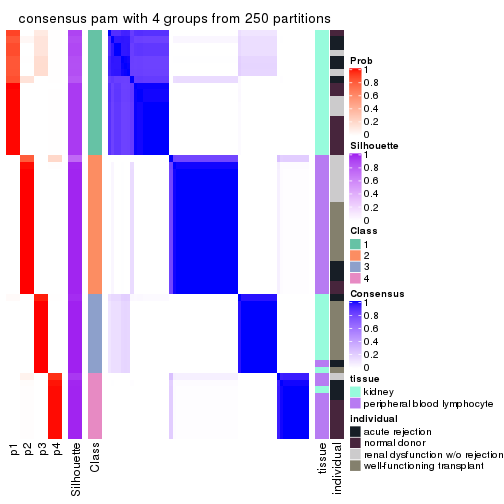 consensus pam with 4 groups from 250 partitions
Prob
1
0.8
0.6
0.4
0.2
0
Silhouette
1
0.8
0.6
0.4
0.2
0
Class
1
2
3
4
Consensus
1
0.8
0.6
0.4
0.2
0
tissue
kidney
peripheral blood lymphocyte
individual
acute rejection
normal donor
renal dysfunction w/o rejection
well-functioning transplant
p1
p2
p3
p4
Silhouette
Class
tissue
individual